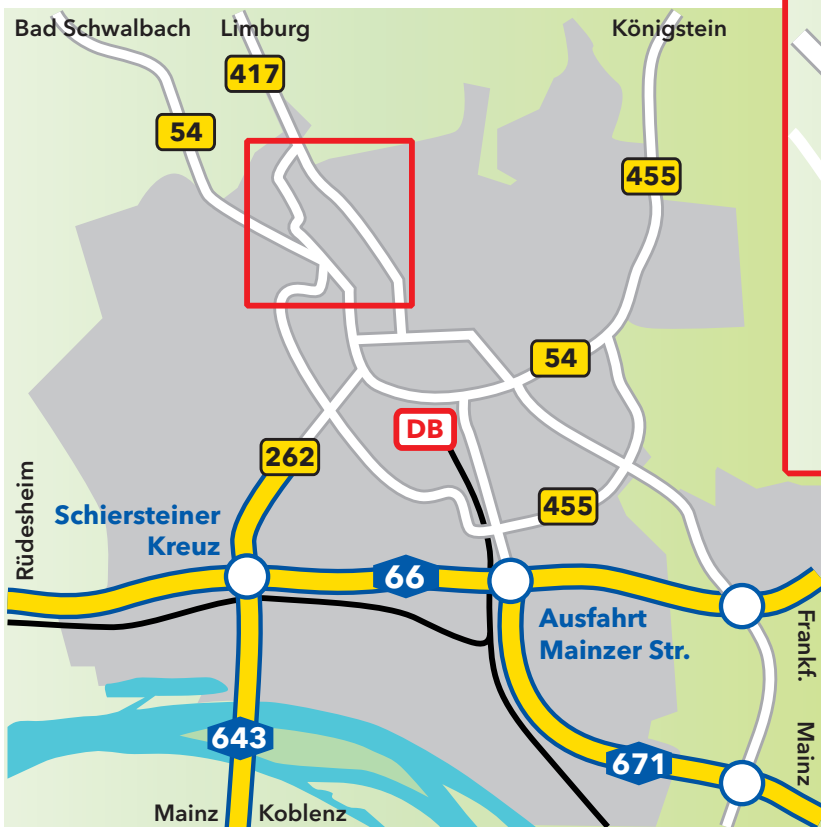 Bad Schwalbach
Limburg
Königstein
417
54
455
54
DB
262
Rüdesheim
Schiersteiner
Kreuz
455
66
Ausfahrt
Mainzer Str.
Frankf.
Mainz
643
671
Mainz
Koblenz